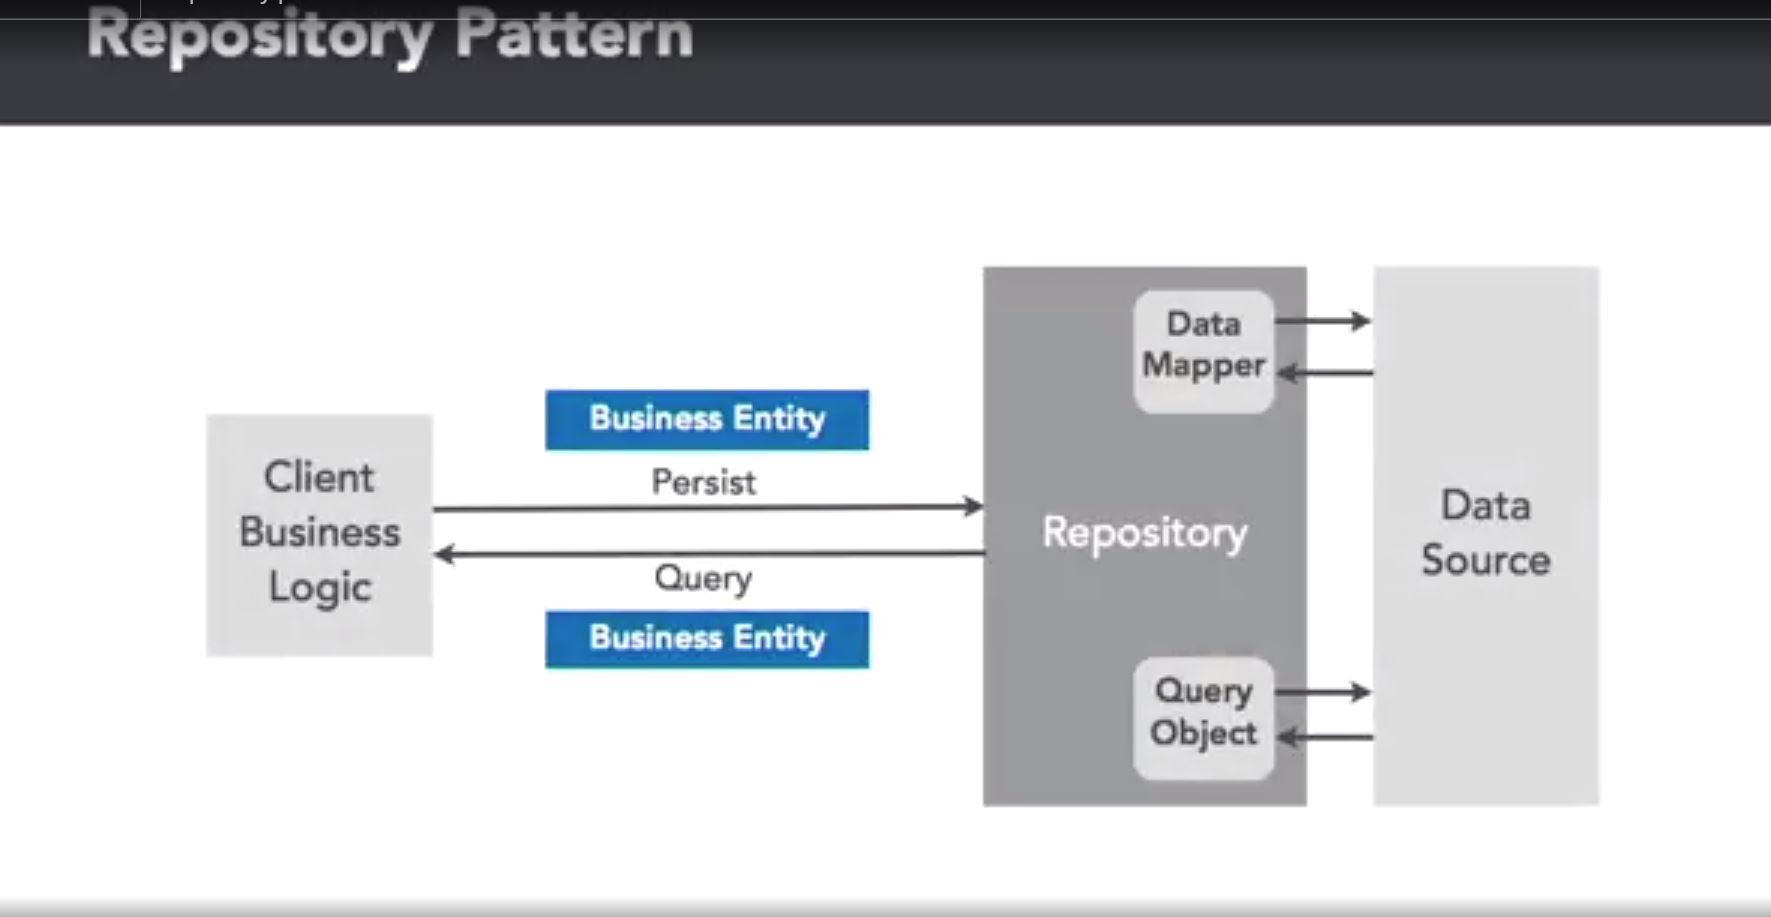 Repository Pattern
Business Entity
Persist
Client
Business
Logic
Query
Business Entity
Data
Mapper
Repository
Query
Object
Data
Source